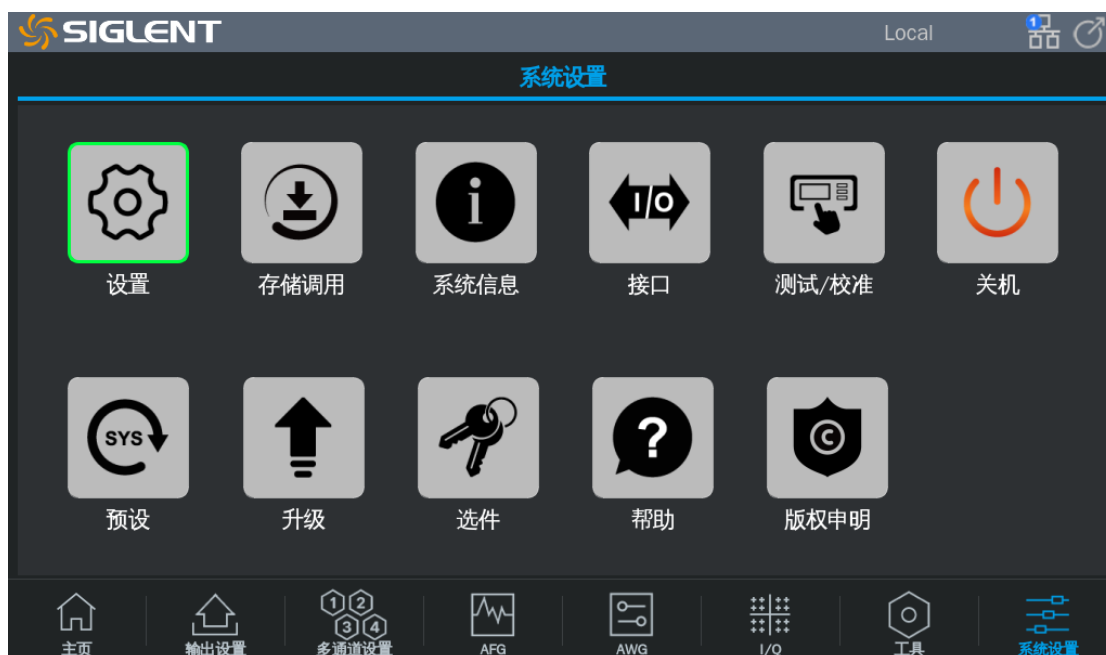 SIGLENT
Local
1
系统设置
I/O
设置
存储调用
系统信息
接口
测试/校准
关机
SYS
?
C
预设
升级
选件
帮助
版权申明
1 2
3 4
主页
输出设置
多通道设置
AFG
AWG
I/Q
工具
系统设置